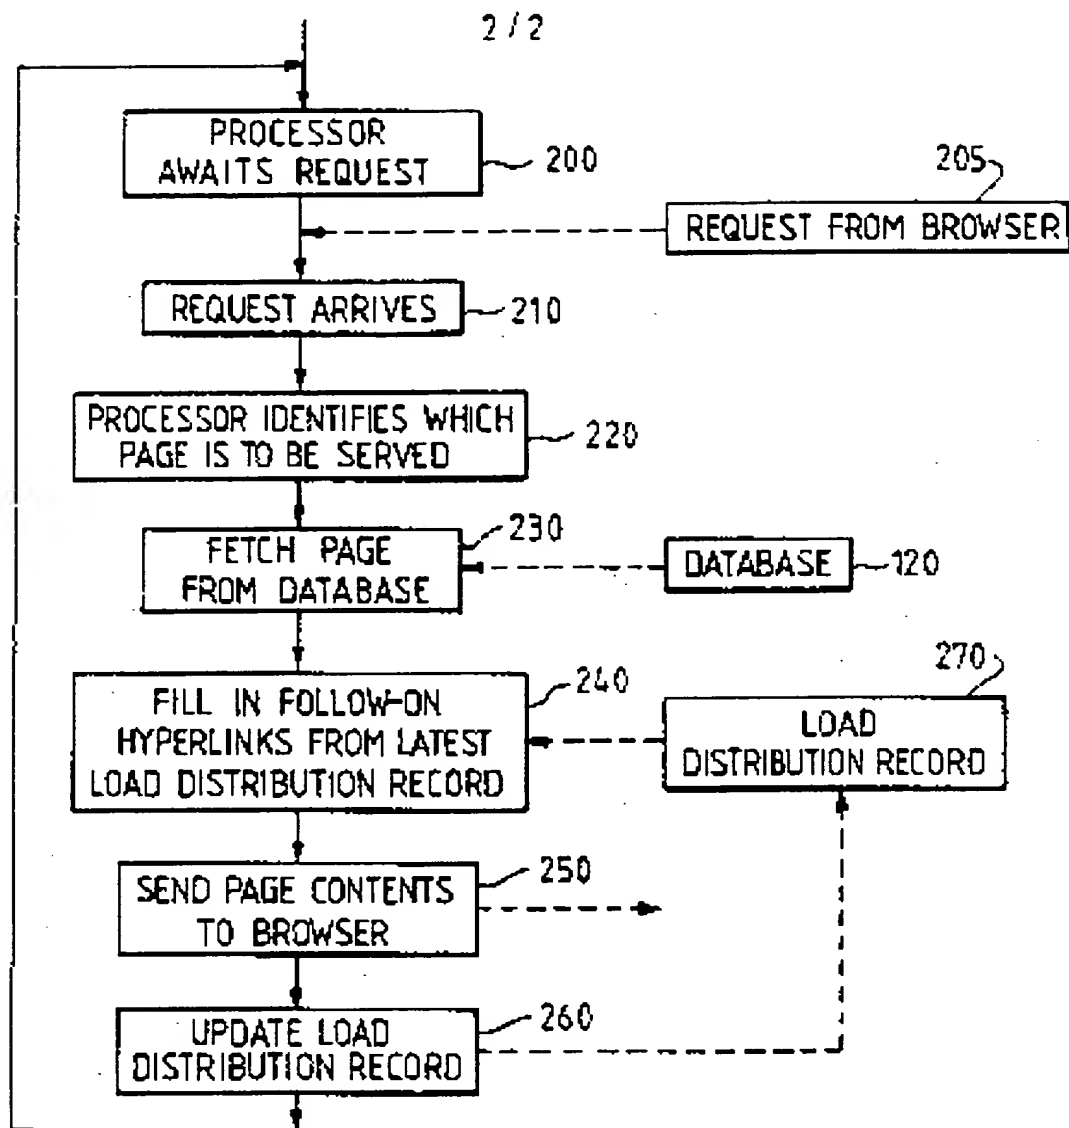 2/2
PROCESSOR
AWAITS REQUEST
200
205
REQUEST FROM BROWSER
REQUEST ARRIVES
210
PROCESSOR IDENTIFIES WHICH
PAGE IS TO BE SERVED
220
FETCH PAGE
FROM DATABASE
230
DATABASE
120
FILL IN FOLLOW-ON
HYPERLINKS FROM LATEST
LOAD DISTRIBUTION RECORD
240
270
LOAD
DISTRIBUTION RECORD
SEND PAGE CONTENTS
TO BROWSER
250
UPDATE LOAD
DISTRIBUTION RECORD
260